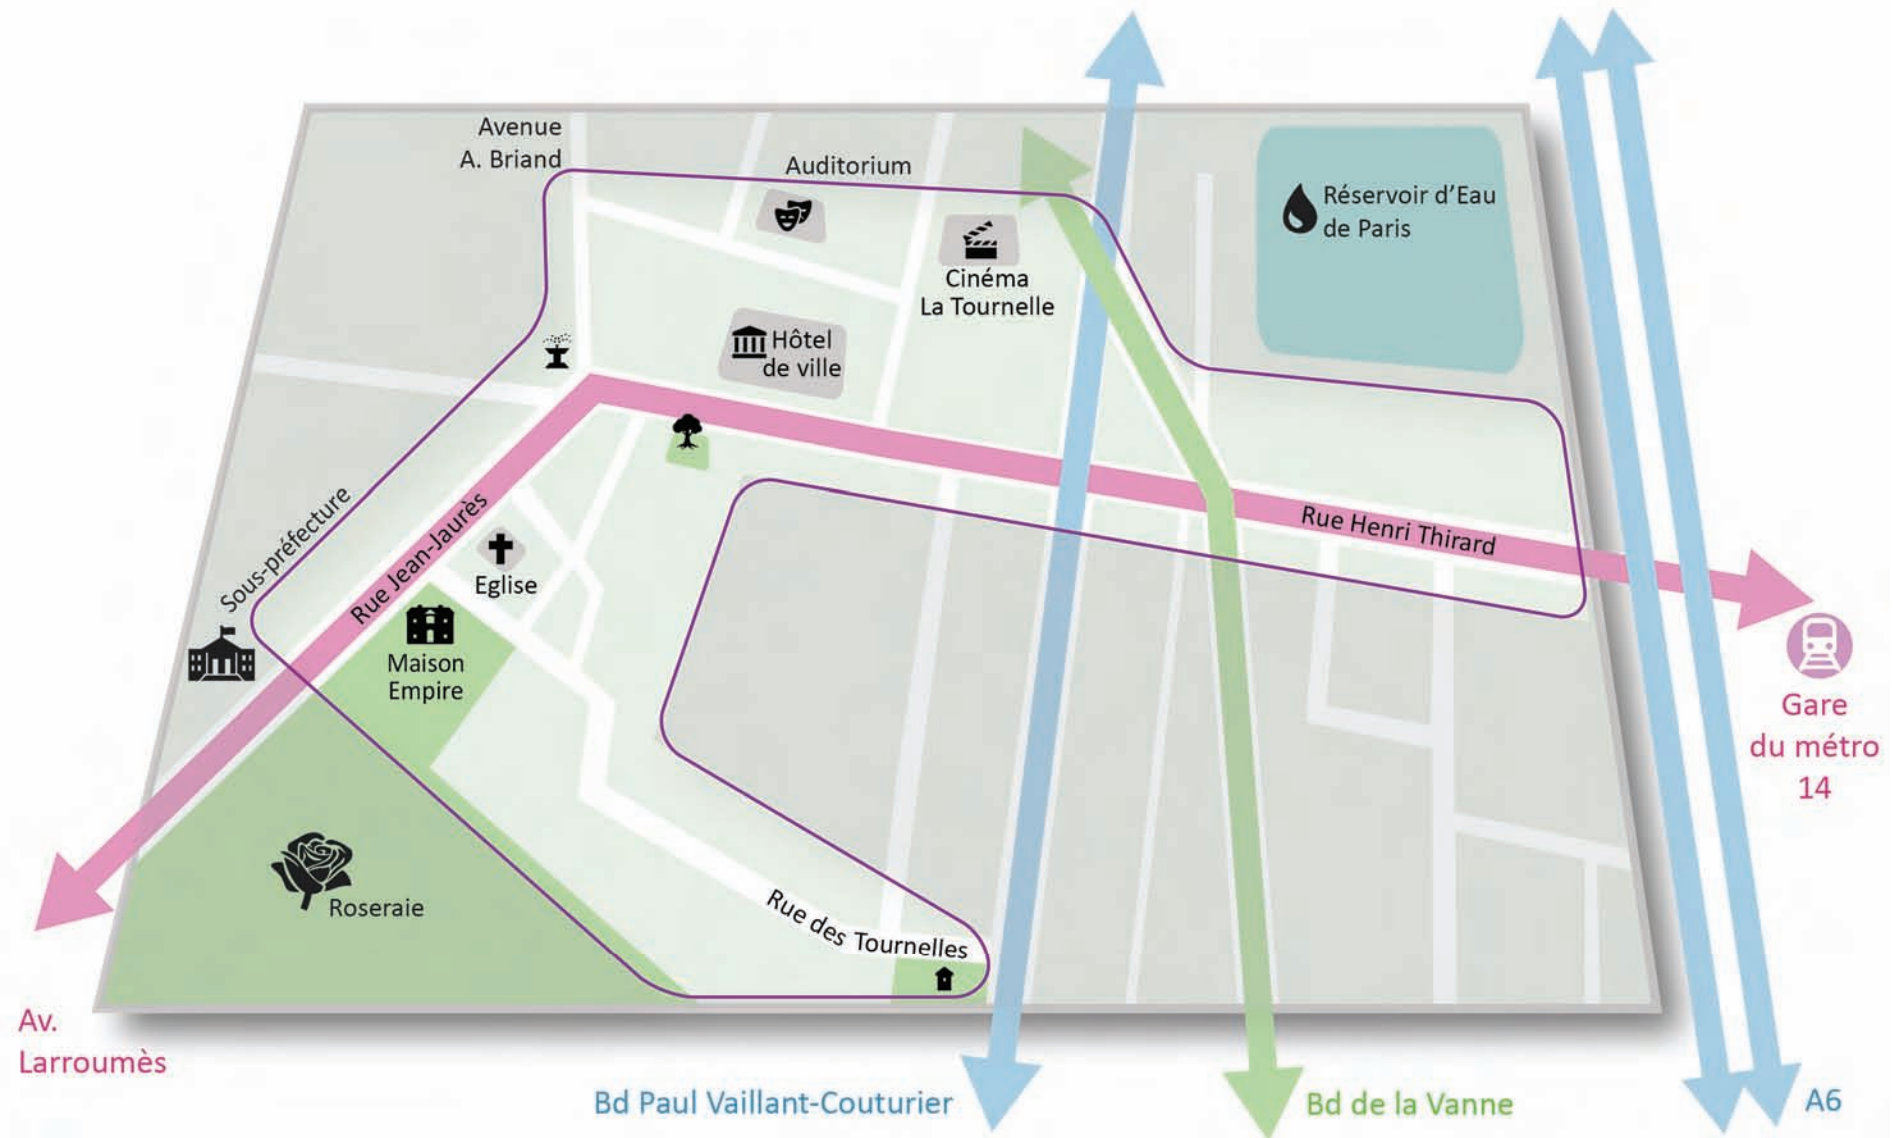 Avenue
A. Briand
Auditorium
Réservoir d’Eau
de Paris
Cinéma
La Tournelle
Hôtel
de ville
Sous-préfecture
Rue Jean-Jaurès
Rue Henri Thirard
Eglise
Maison
Empire
Gare
du métro
14
Roseraie
Rue des Tournelles
Av.
Larroumès
Bd Paul Vaillant-Couturier
Bd de la Vanne
A6